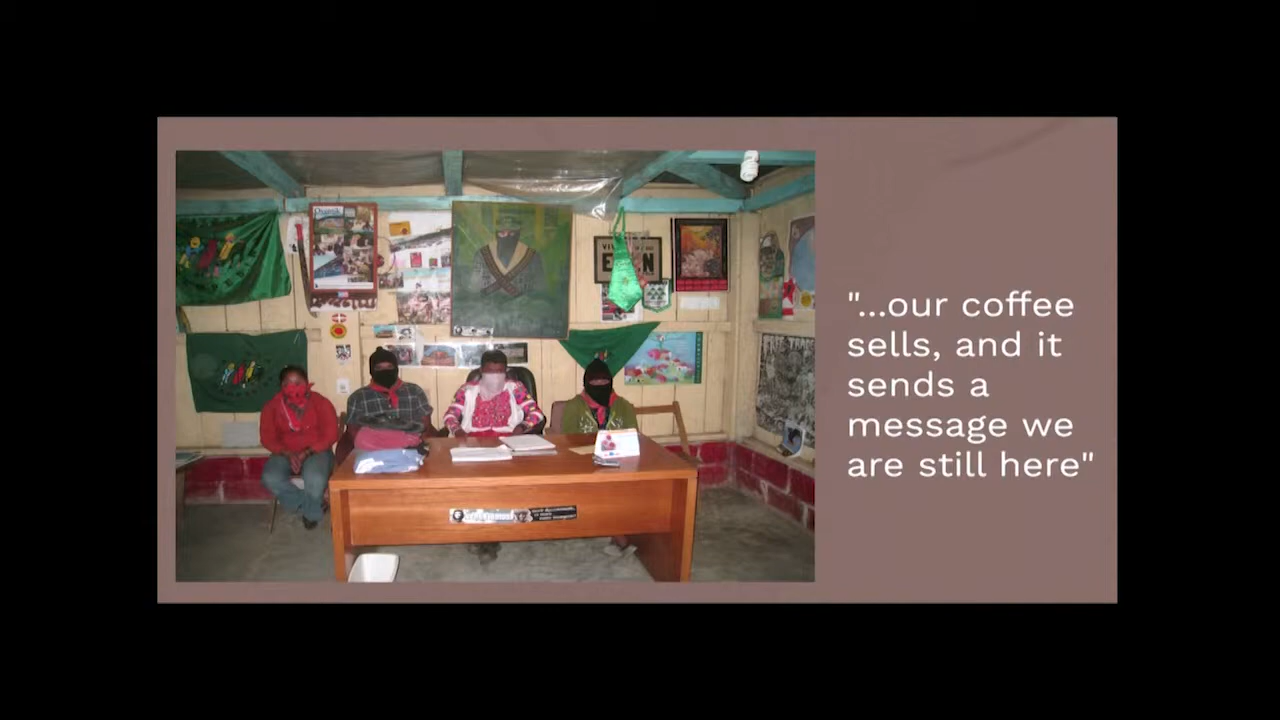 "...our coffee
sells, and it
sends a
message we
are still here"